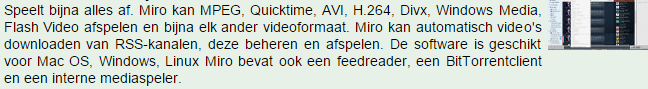 Speelt bijna alles af. Miro kan MPEG, Quicktime, AVI, H.264, Divx, Windows Media,
Flash Video afspelen en bijna elk ander videoformaat. Miro kan automatisch video's
downloaden van RSS-kanalen, deze beheren en afspelen. De software is geschikt
voor Mac OS, Windows, Linux Miro bevat ook een feedreader, een BitTorrentclient
en een interne mediaspeler.